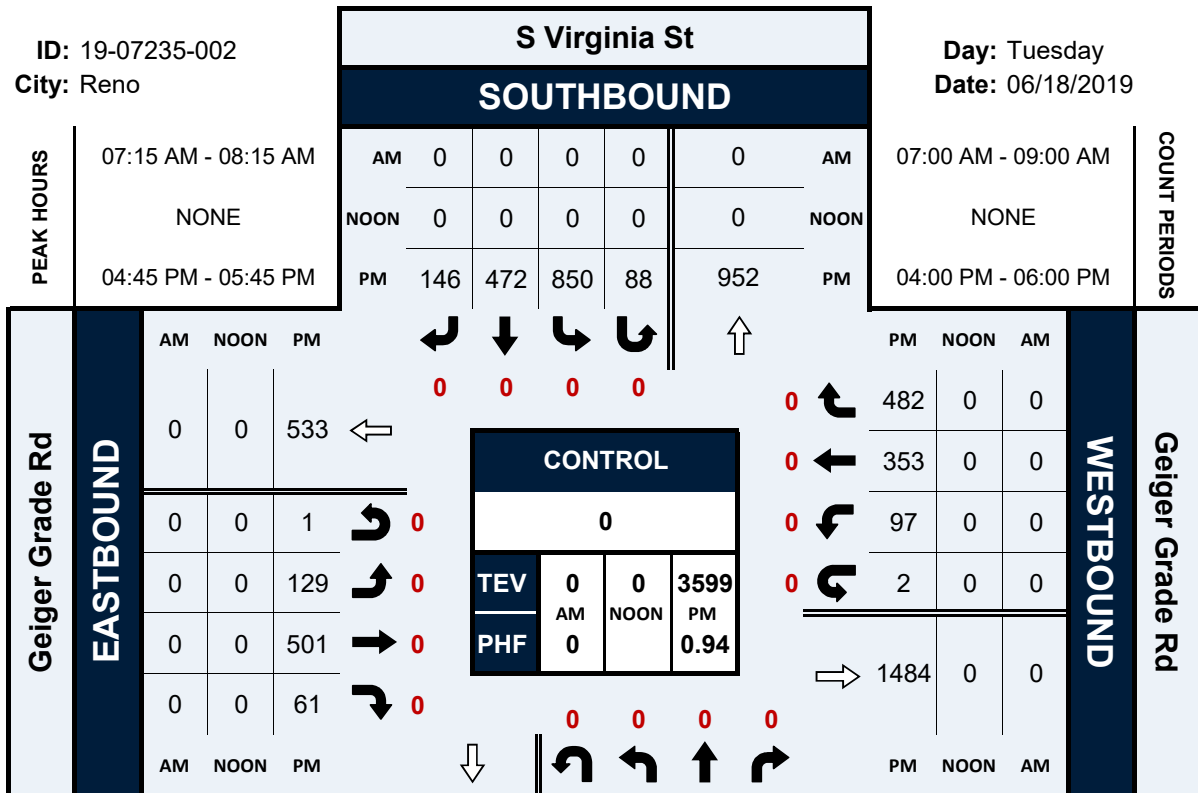 ID: 19-07235-002
City: Reno
S Virginia St
SOUTHBOUND
Day: Tuesday
Date: 06/18/2019
PEAK HOURS
07:15 AM - 08:15 AM
NONE
04:45 PM - 05:45 PM
AM 0 0 0 0 0 AM
NOON 0 0 0 0 0 NOON
PM 146 472 850 88 952 PM
07:00 AM - 09:00 AM
NONE
04:00 PM - 06:00 PM
COUNT PERIODS
0 0 0 0
Geiger Grade Rd
EASTBOUND
AM NOON PM
0 0 533
0 0 1 0
0 0 129 0
0 0 501 0
0 0 61 0
AM NOON PM
CONTROL
0
TEV 0 0 3599
AM NOON PM
PHF 0 0.94
PM NOON AM
0 482 0 0
0 353 0 0
0 97 0 0
0 2 0 0
1484 0 0
PM NOON AM
WESTBOUND
Geiger Grade Rd
0 0 0 0